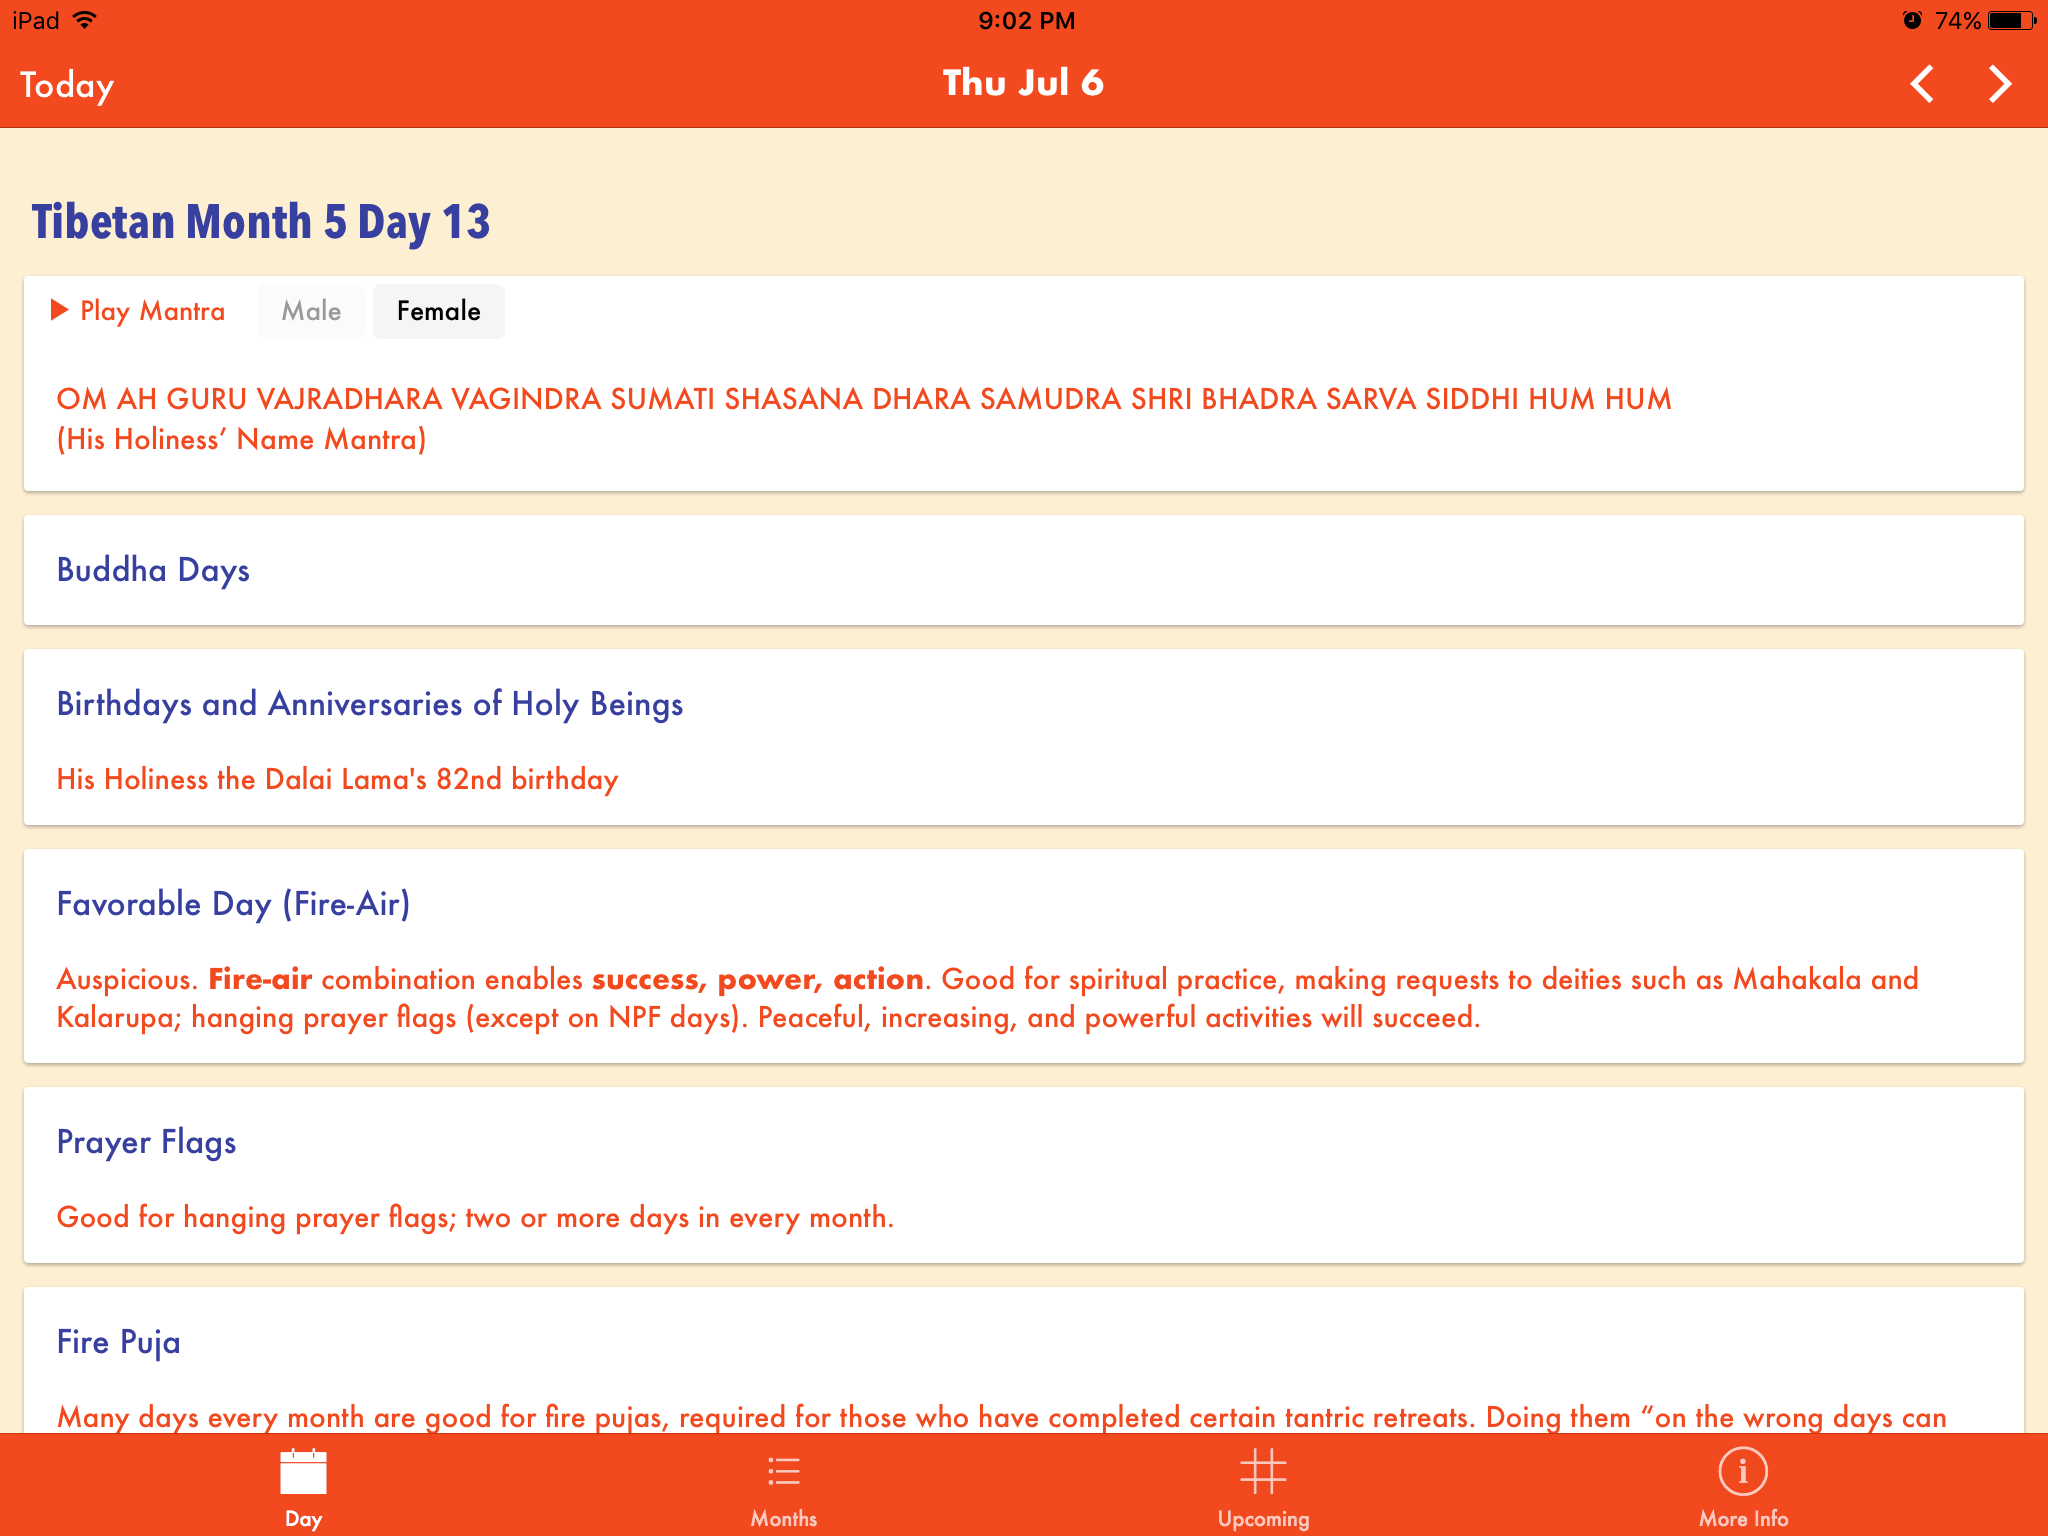 iPad 9:02 PM 74%
Today Thu Jul 6
Tibetan Month 5 Day 13
Play Mantra Male Female
OM AH GURU VAJRADHARA VAGINDRA SUMATI SHASANA DHARA SAMUDRA SHRI BHADRA SARVA SIDDHI HUM HUM
(His Holiness’ Name Mantra)
Buddha Days
Birthdays and Anniversaries of Holy Beings
His Holiness the Dalai Lama's 82nd birthday
Favorable Day (Fire-Air)
Auspicious. Fire-air combination enables success, power, action. Good for spiritual practice, making requests to deities such as Mahakala and
Kalarupa; hanging prayer flags (except on NPF days). Peaceful, increasing, and powerful activities will succeed.
Prayer Flags
Good for hanging prayer flags; two or more days in every month.
Fire Puja
Many days every month are good for fire pujas, required for those who have completed certain tantric retreats. Doing them “on the wrong days can
Day Months Upcoming More Info